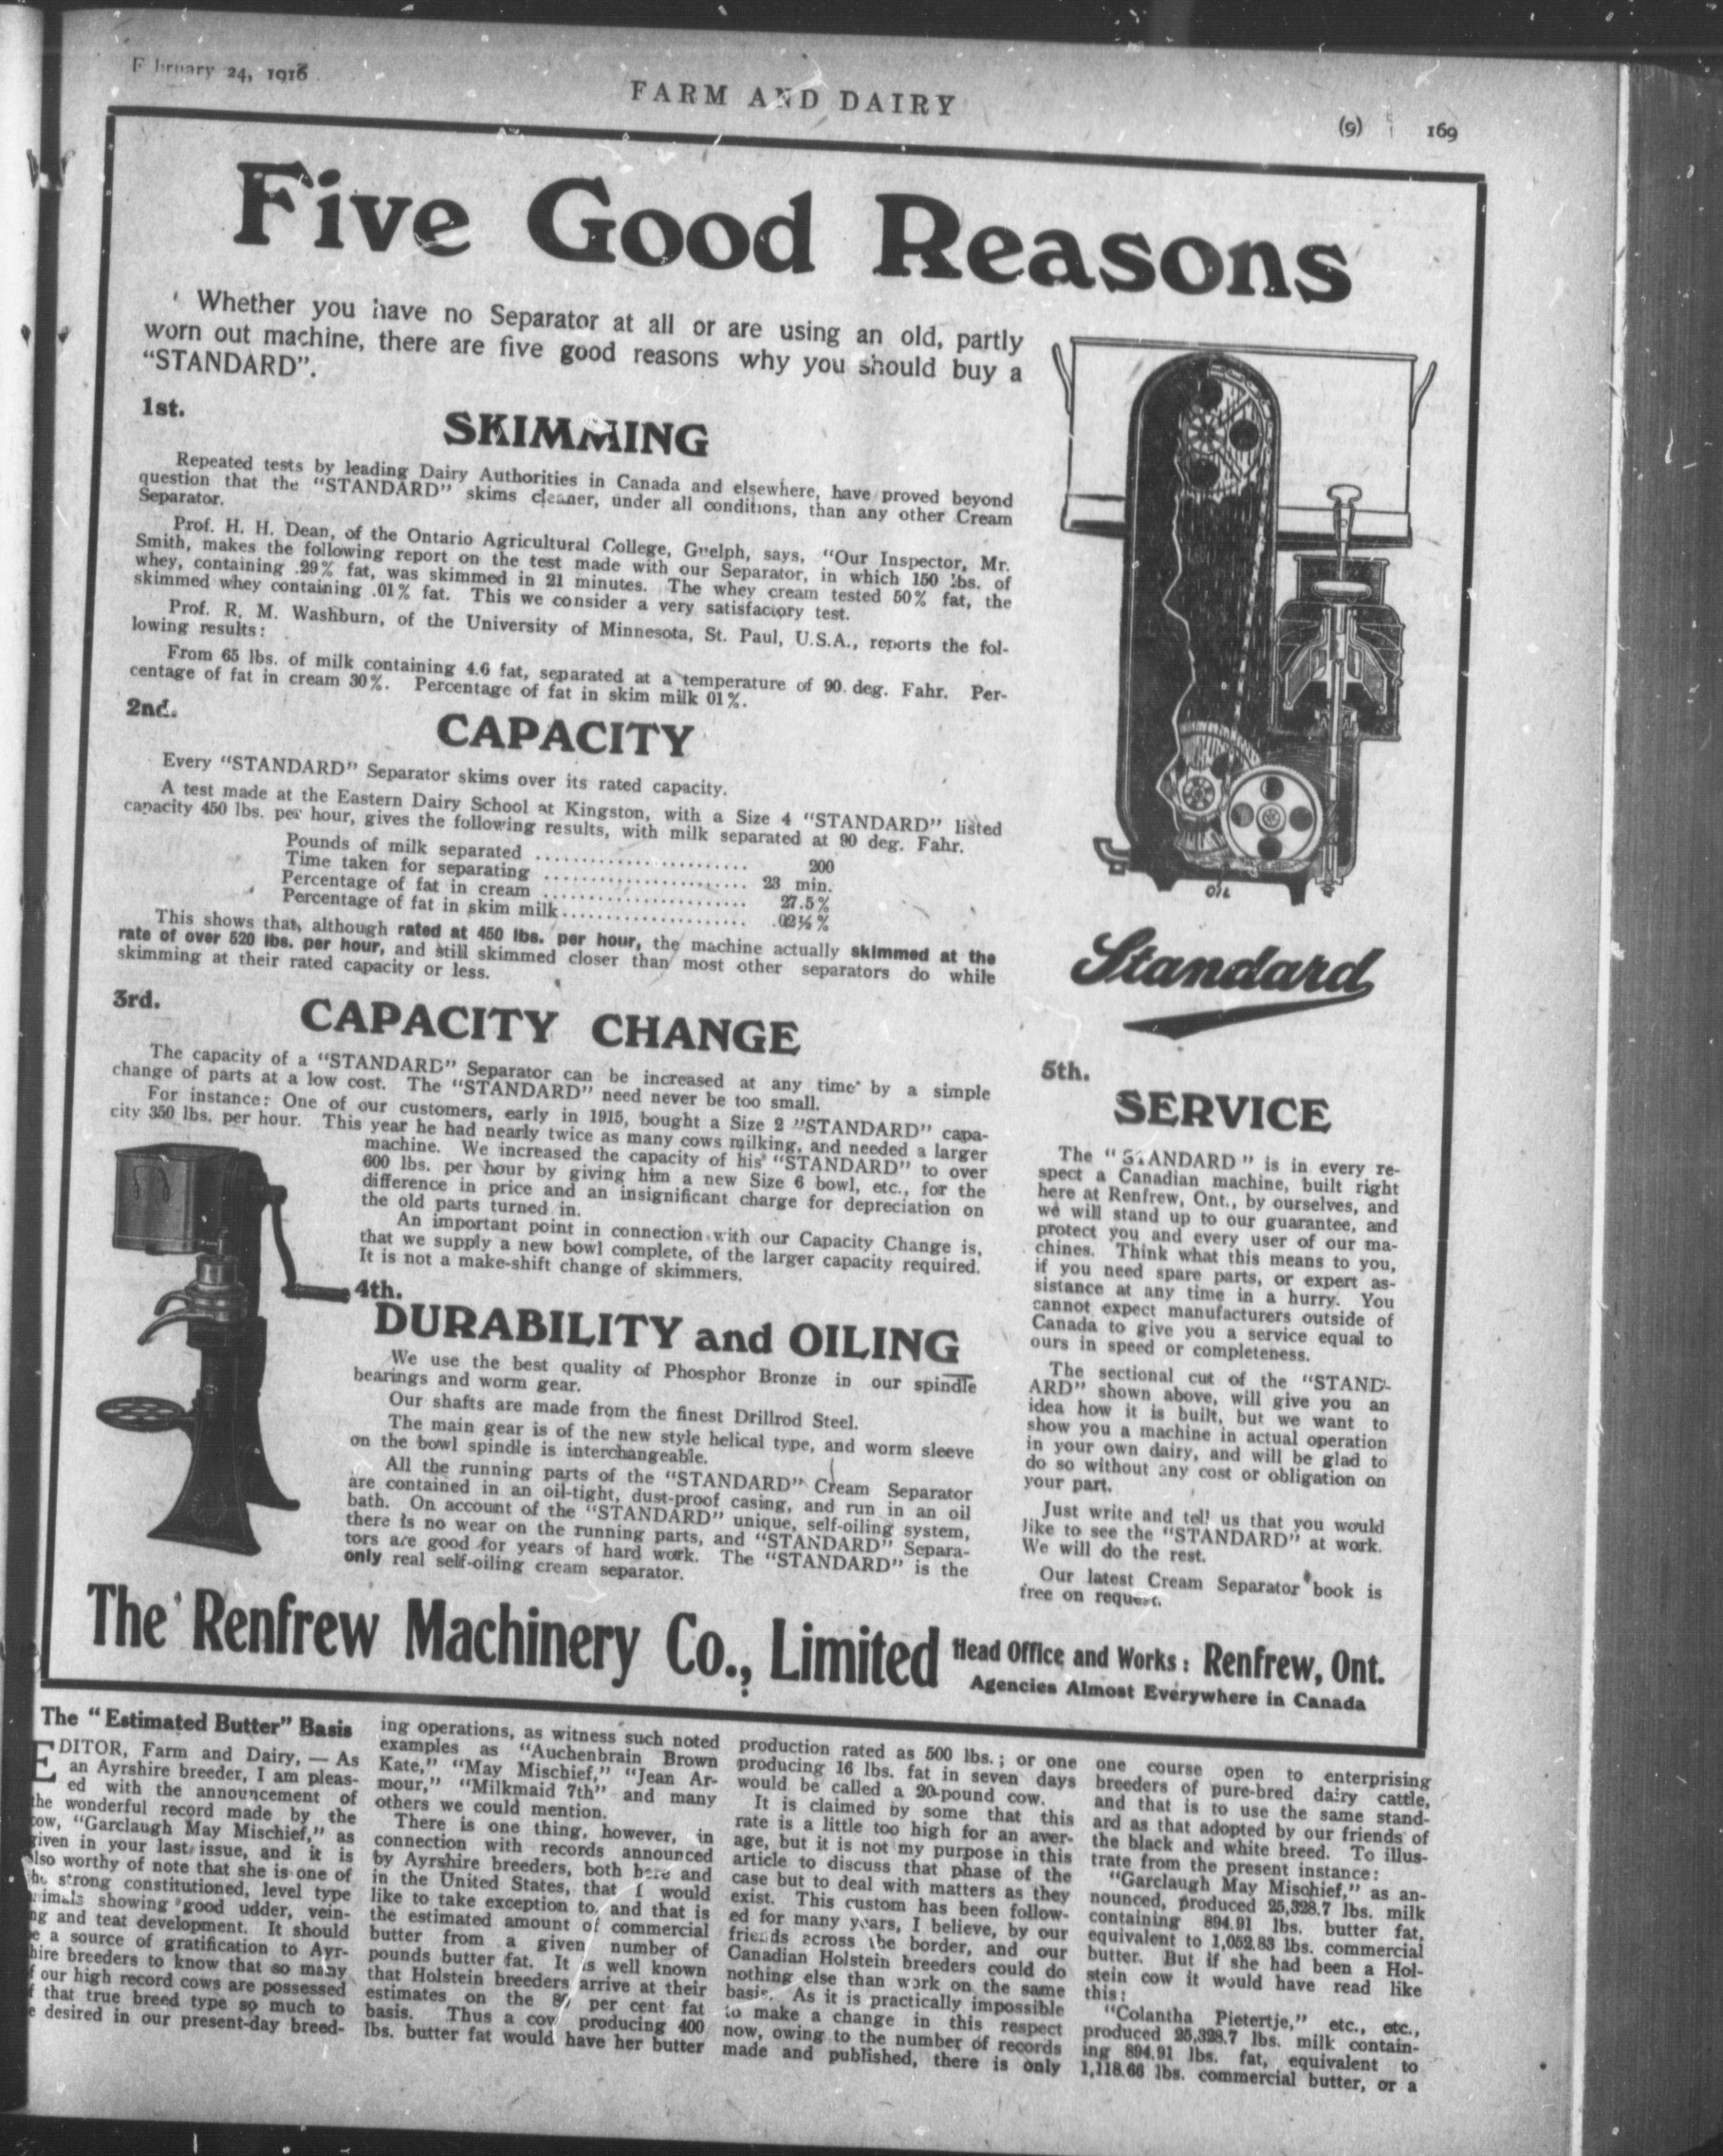 February 24, 1916
FARM AND DAIRY
(9) 169
Five Good Reasons
Whether you have no Separator at all or are using an old, partly
worn out machine, there are five good reasons why you should buy a
"STANDARD".
1st.
SKIMMING
Repeated tests by leading Dairy Authorities in Canada and elsewhere, have proved beyond
question that the "STANDARD" skims cleaner, under all conditions, than any other Cream
Separator.
Prof. H. H. Dean, of the Ontario Agricultural College, Guelph, says, "Our Inspector, Mr.
Smith, makes the following report on the test made with our Separator, in which 150 lbs. of
whey, containing .29% fat, was skimmed in 21 minutes. The whey cream tested 50% fat, the
skimmed whey containing .01% fat. This we consider a very satisfactory test.
Prof. R. M. Washburn, of the University of Minnesota, St. Paul, U.S.A., reports the fol-
lowing results:
From 65 lbs. of milk containing 4.6 fat, separated at a temperature of 90. deg. Fahr. Per-
centage of fat in cream 30%. Percentage of fat in skim milk 01%.
2nd.
CAPACITY
Every "STANDARD" Separator skims over its rated capacity.
A test made at the Eastern Dairy School at Kingston, with a Size 4 "STANDARD" listed
capacity 450 lbs. per hour, gives the following results, with milk separated at 90 deg. Fahr.
Pounds of milk separated ........................ 200
Time taken for separating ........................ 23 min.
Percentage of fat in cream ........................ 27.5%
Percentage of fat in skim milk..................... .02½%
This shows that, although rated at 450 lbs. per hour, the machine actually skimmed at the
rate of over 520 lbs. per hour, and still skimmed closer than most other separators do while
skimming at their rated capacity or less.
3rd.
CAPACITY CHANGE
The capacity of a "STANDARD" Separator can be increased at any time by a simple
change of parts at a low cost. The "STANDARD" need never be too small.
For instance: One of our customers, early in 1915, bought a Size 2 "STANDARD" capa-
city 350 lbs. per hour. This year he had nearly twice as many cows milking, and needed a larger
machine. We increased the capacity of his "STANDARD" to over
600 lbs. per hour by giving him a new Size 6 bowl, etc., for the
difference in price and an insignificant charge for depreciation on
the old parts turned in.
An important point in connection with our Capacity Change is,
that we supply a new bowl complete, of the larger capacity required.
It is not a make-shift change of skimmers.
4th.
DURABILITY and OILING
We use the best quality of Phosphor Bronze in our spindle
bearings and worm gear.
Our shafts are made from the finest Drillrod Steel.
The main gear is of the new style helical type, and worm sleeve
on the bowl spindle is interchangeable.
All the running parts of the "STANDARD" Cream Separator
are contained in an oil-tight, dust-proof casing, and run in an oil
bath. On account of the "STANDARD" unique, self-oiling system,
there is no wear on the running parts, and "STANDARD" Separa-
tors are good for years of hard work. The "STANDARD" is the
only real self-oiling cream separator.
OIL
Standard
5th.
SERVICE
The "STANDARD" is in every re-
spect a Canadian machine, built right
here at Renfrew, Ont., by ourselves, and
we will stand up to our guarantee, and
protect you and every user of our ma-
chines. Think what this means to you,
if you need spare parts, or expert as-
sistance at any time in a hurry. You
cannot expect manufacturers outside of
Canada to give you a service equal to
ours in speed or completeness.
The sectional cut of the "STAND-
ARD" shown above, will give you an
idea how it is built, but we want to
show you a machine in actual operation
in your own dairy, and will be glad to
do so without any cost or obligation on
your part.
Just write and tell us that you would
like to see the "STANDARD" at work.
We will do the rest.
Our latest Cream Separator book is
free on request.
The Renfrew Machinery Co., Limited Head Office and Works: Renfrew, Ont.
Agencies Almost Everywhere in Canada
The "Estimated Butter" Basis
EDITOR, Farm and Dairy, — As
an Ayrshire breeder, I am pleas-
ed with the announcement of
the wonderful record made by the
cow, "Garclaugh May Mischief," as
given in your last issue, and it is
also worthy of note that she is one of
the strong constitutioned, level type
animals showing good udder, vein-
ing and teat development. It should
be a source of gratification to Ayr-
shire breeders to know that so many
of our high record cows are possessed
of that true breed type so much to
be desired in our present-day breed-
ing operations, as witness such noted
examples as "Auchenbrain Brown
Kate," "May Mischief," "Jean Ar-
mour," "Milkmaid 7th" and many
others we could mention.
There is one thing, however, in
connection with records announced
by Ayrshire breeders, both here and
in the United States, that I would
like to take exception to, and that is
the estimated amount of commercial
butter from a given number of
pounds butter fat. It is well known
that Holstein breeders arrive at their
estimates on the 80 per cent fat
basis. Thus a cow producing 400
lbs. butter fat would have her butter
production rated as 500 lbs.; or one
producing 16 lbs. fat in seven days
would be called a 20-pound cow.
It is claimed by some that this
rate is a little too high for an aver-
age, but it is not my purpose in this
article to discuss that phase of the
case but to deal with matters as they
exist. This custom has been follow-
ed for many years, I believe, by our
friends across the border, and our
Canadian Holstein breeders could do
nothing else than work on the same
basis. As it is practically impossible
to make a change in this respect
now, owing to the number of records
made and published, there is only
one course open to enterprising
breeders of pure-bred dairy cattle,
and that is to use the same stand-
ard as that adopted by our friends of
the black and white breed. To illus-
trate from the present instance:
"Garclaugh May Mischief," as an-
nounced, produced 25,328.7 lbs. milk
containing 894.91 lbs. butter fat,
equivalent to 1,052.83 lbs. commercial
butter. But if she had been a Hol-
stein cow it would have read like
this:
"Colantha Pietertje," etc., etc.,
produced 25,328.7 lbs. milk contain-
ing 894.91 lbs. fat, equivalent to
1,118.66 lbs. commercial butter, or a